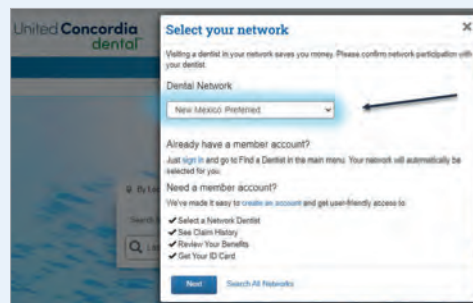 United Concordia
dental
Select your network
×
Visiting a dentist in your network saves you money. Please confirm network participation with
your dentist.
Dental Network
New Mexico Preferred
Already have a member account?
Just sign in and go to Find a Dentist in the main menu. Your network will automatically be
selected for you.
Need a member account?
We've made it easy to create an account and get user-friendly access to:
✓ Select a Network Dentist
✓ See Claim History
✓ Review Your Benefits
✓ Get Your ID Card
Next Search All Networks
By
Search